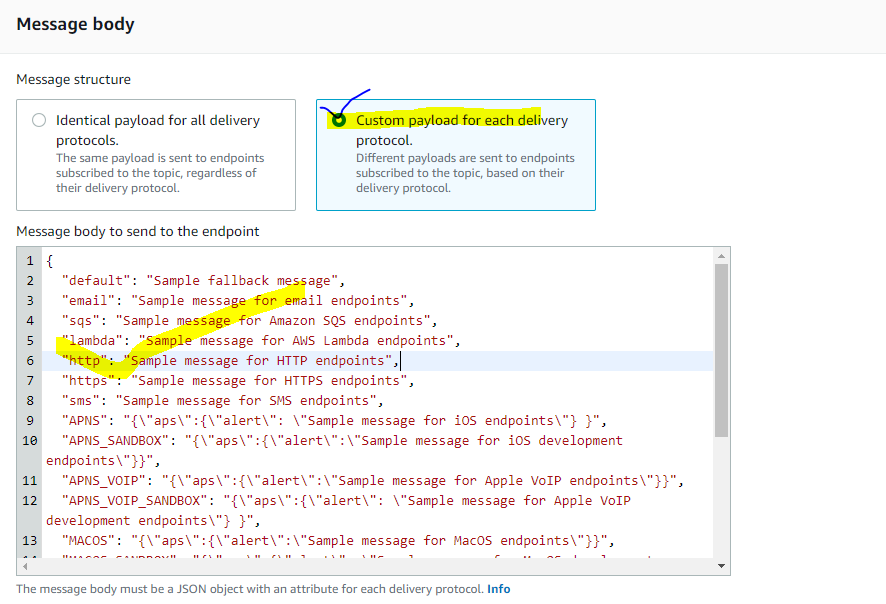 Message body
Message structure
Identical payload for all delivery
protocols.
The same payload is sent to endpoints
subscribed to the topic, regardless of
their delivery protocol.
Custom payload for each delivery
protocol.
Different payloads are sent to endpoints
subscribed to the topic, based on their
delivery protocol.
Message body to send to the endpoint
1 {
2 "default": "Sample fallback message",
3 "email": "Sample message for email endpoints",
4 "sqs": "Sample message for Amazon SQS endpoints",
5 "lambda": "Sample message for AWS Lambda endpoints",
6 "http": "Sample message for HTTP endpoints",
7 "https": "Sample message for HTTPS endpoints",
8 "sms": "Sample message for SMS endpoints",
9 "APNS": "{\"aps\":{\"alert\": \"Sample message for iOS endpoints\"} }",
10 "APNS_SANDBOX": "{\"aps\":{\"alert\":\"Sample message for iOS development
endpoints\"}}",
11 "APNS_VOIP": "{\"aps\":{\"alert\":\"Sample message for Apple VoIP endpoints\"}}",
12 "APNS_VOIP_SANDBOX": "{\"aps\":{\"alert\": \"Sample message for Apple VoIP
development endpoints\"} }",
13 "MACOS": "{\"aps\":{\"alert\":\"Sample message for MacOS endpoints\"}}",
The message body must be a JSON object with an attribute for each delivery protocol. Info